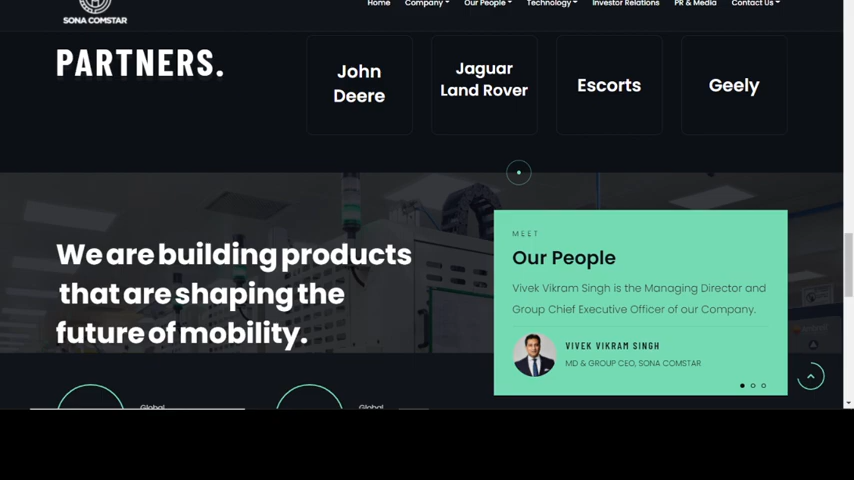 SONA COMSTAR
Home Company Our People Technology Investor Relations PR & Media Contact Us
PARTNERS.
John
Deere
Jaguar
Land Rover
Escorts
Geely
We are building products
that are shaping the
future of mobility.
MEET
Our People
Vivek Vikram Singh is the Managing Director and
Group Chief Executive Officer of our Company.
VIVEK VIKRAM SINGH
MD & GROUP CEO, SONA COMSTAR
Global
Global